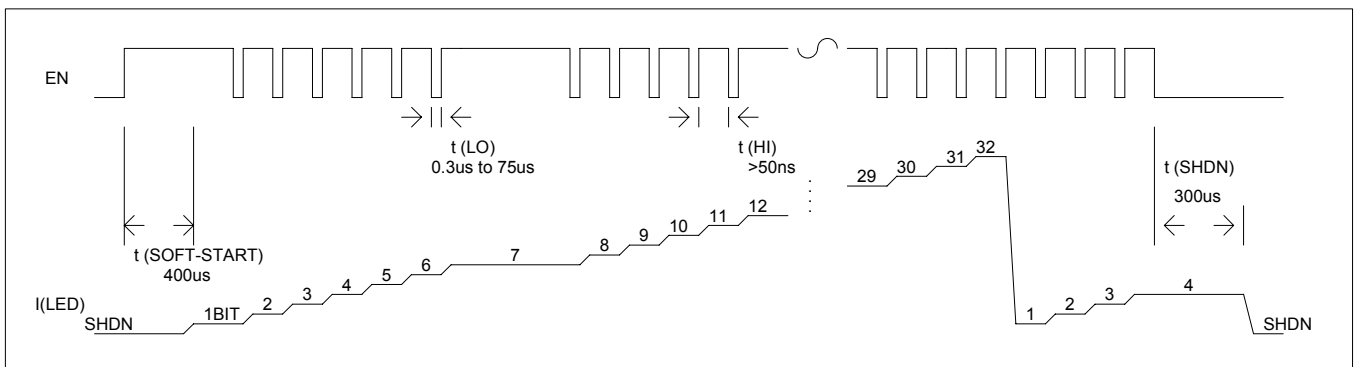 EN
t (LO)
0.3us to 75us
t (HI)
>50ns
t (SHDN)
300us
t (SOFT-START)
400us
I(LED)
SHDN
1BIT
2
3
4
5
6
7
8
9
10
11
12
29
30
31
32
1
2
3
4
SHDN